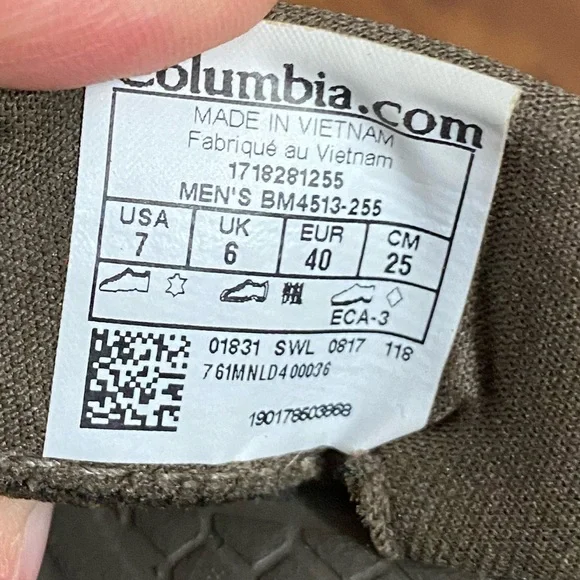 Columbia.com
MADE IN VIETNAM
Fabriqué au Vietnam
1718281255
MEN'S BM4513-255
USA UK EUR CM
7 6 40 25
ECA-3
01831 SWL 0817 118
761MNLD400036
190178603868